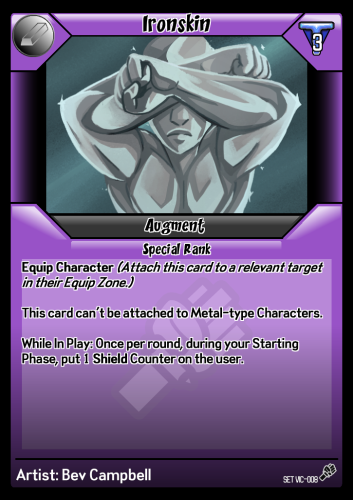 Ironskin
3
Augment
Special Rank
Equip Character (Attach this card to a relevant target
in their Equip Zone.)
This card can't be attached to Metal-type Characters.
While In Play: Once per round, during your Starting
Phase, put 1 Shield Counter on the user.
Artist: Bev Campbell
SET VIC-008